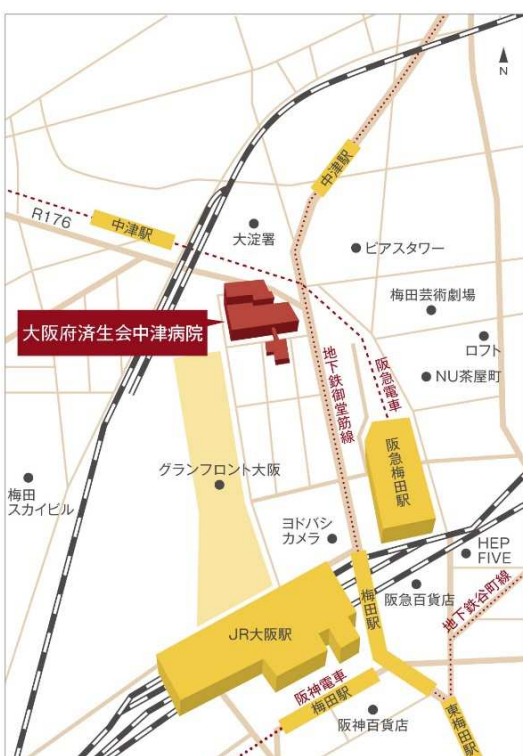 N
中津駅
R176
中津駅
大淀署
ピアスタワー
梅田芸術劇場
大阪府済生会中津病院
ロフト
地下鉄御堂筋線
阪急電車
NU茶屋町
阪急梅田駅
グランフロント大阪
梅田
スカイビル
ヨドバシ
カメラ
HEP
FIVE
梅田駅
阪急百貨店
地下鉄谷町線
JR大阪駅
阪神電車
梅田駅
阪神百貨店
東梅田駅